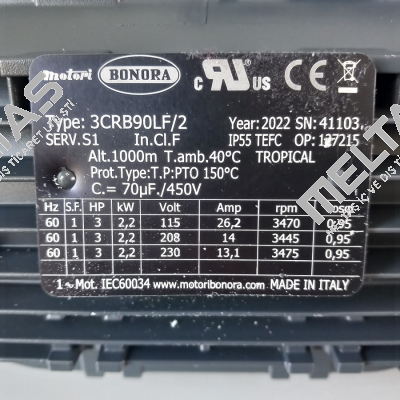 motori BONORA c RU US CE
Type: 3CRB90LF/2 Year: 2022 SN: 41103
SERV. S1 In.Cl.F IP55 TEFC OP: 127215
Alt.1000m T.amb.40°C TROPICAL
Prot.Type: T.P:PTO 150°C
C.= 70μF./450V
Hz S.F. HP kW Volt Amp rpm cosφ
60 1 3 2,2 115 26,2 3470 0,95
60 1 3 2,2 208 14 3445 0,95
60 1 3 2,2 230 13,1 3475 0,95
1~ Mot. IEC60034 www.motoribonora.com MADE IN ITALY
MELTAS